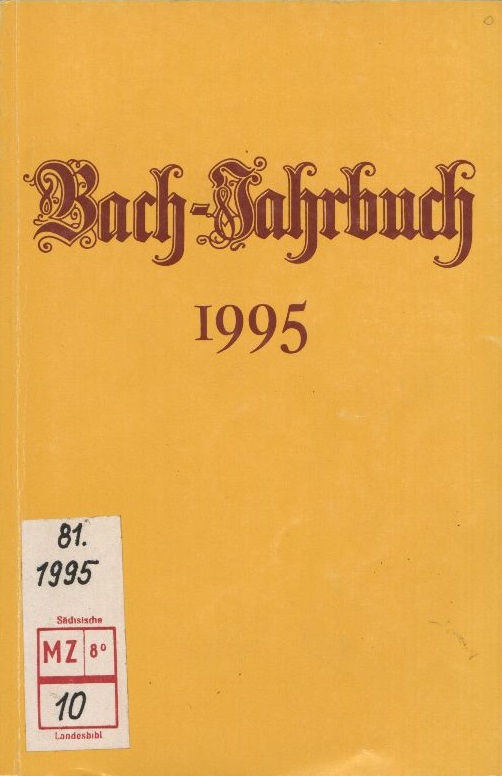 Bach-Jahrbuch
1995
81.
1995
Sächsische
MZ 8°
10
Landesbibl.